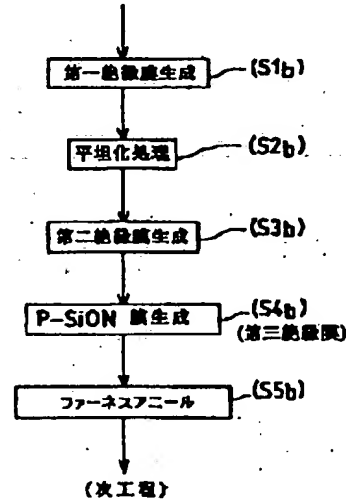 第一絶縁膜生成 (S1b)
平坦化処理 (S2b)
第二絶縁膜生成 (S3b)
P-SiON 膜生成 (S4b)
(第三絶縁膜)
ファーネスアニール (S5b)
(次工程)